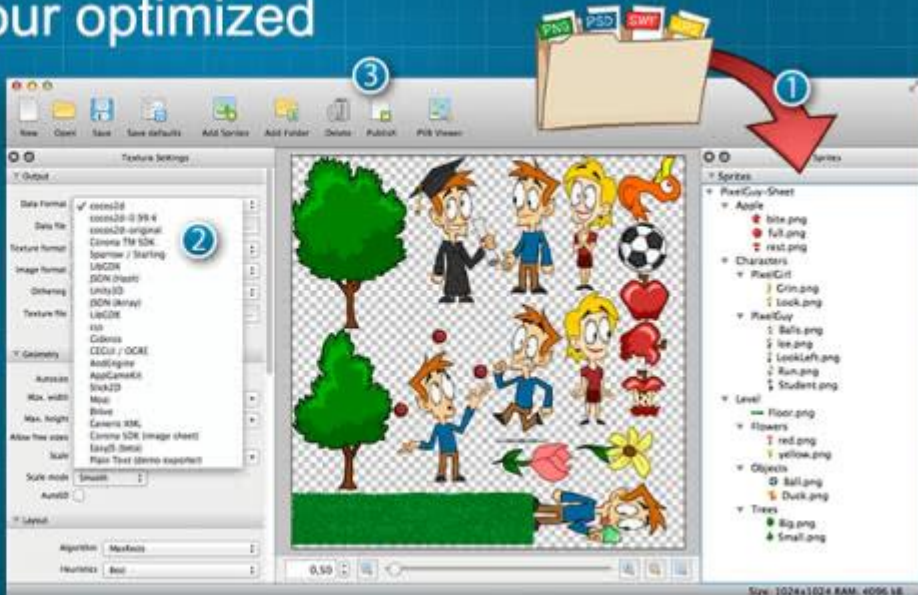 our optimized
PNG PSD SWF
1
3
New Open Save Save defaults Add Sprites Add Folder Delete Publish PVR Viewer
Texture Settings
Sprites
Output
Sprites
Data Format
cocos2d
cocos2d-0.99.4
cocos2d-original
Corona TM SDK
Sparrow / Starling
LibGDX
JSON (Hash)
Unity3D
JSON (Array)
LibGDX
css
Gideros
CEGUI / OGRE
AndEngine
AppGameKit
Slick2D
Moai
Generic XML
Corona SDK (image sheet)
EaselJS (beta)
Plain Text (demo exporter)
2
Data file
Texture format
Image format
Dithering
Texture file
Geometry
Autosize
Max. width
Max. height
Allow free sizes
Scale
Scale mode Smooth
AutoSD
Layout
Algorithm MaxRects
Heuristics Best
0,50
PixelGuy-Sheet
Apple
bite.png
full.png
rest.png
Characters
PixelGirl
Grin.png
Look.png
PixelGuy
Balls.png
Ice.png
LookLeft.png
Run.png
Student.png
Level
Floor.png
Flowers
red.png
yellow.png
Objects
Ball.png
Duck.png
Trees
Big.png
Small.png
Size: 1024x1024 RAM: 4096 kB